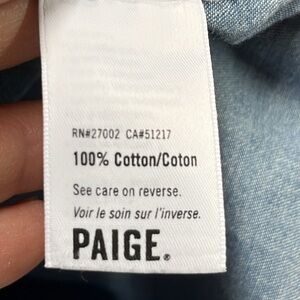 RN#27002 CA#51217
100% Cotton/Coton
See care on reverse.
Voir le soin sur l'inverse.
PAIGE.